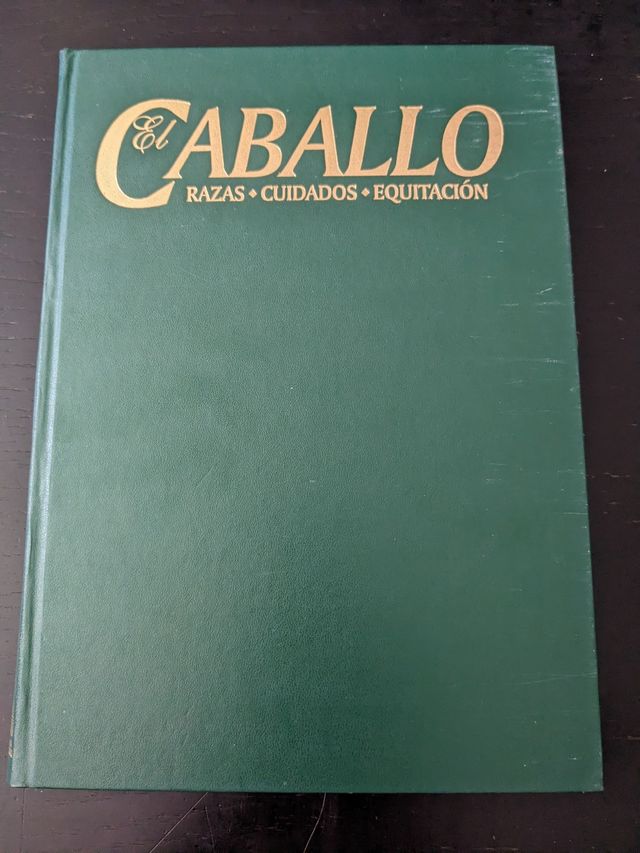 El CABALLO
RAZAS ◆ CUIDADOS ◆ EQUITACIÓN